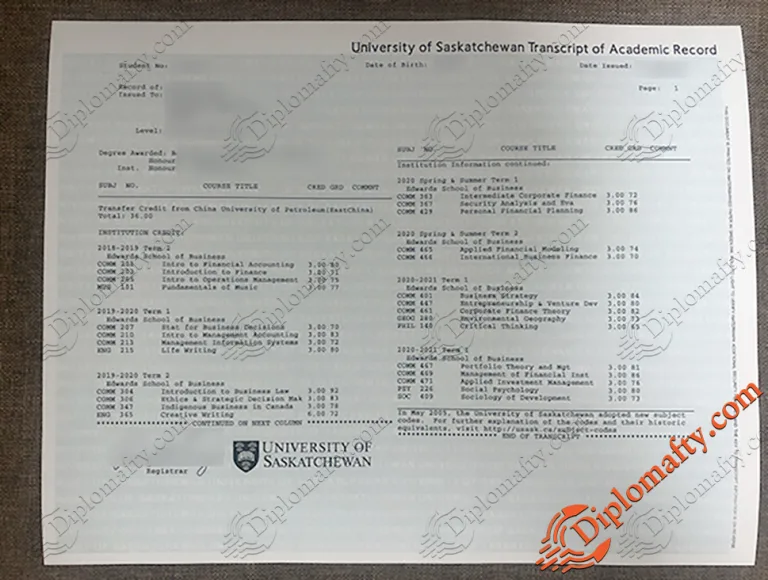 University of Saskatchewan Transcript of Academic Record
Student No:
Date of Birth:
Date Issued:
Record of:
Issued To:
Page: 1
Level:
Degree Awarded:
Honour
Inst. Honour
SUBJ NO. COURSE TITLE CRED GRD COMMNT
Transfer Credit from China University of Petroleum(EastChina)
Total: 36.00
INSTITUTION CREDIT:
2018-2019 Term 2
Edwards School of Business
COMM 201 Intro to Financial Accounting 3.00
COMM 203 Introduction to Finance 3.00 71
COMM 205 Intro to Operations Management 3.00 75
MUS 101 Fundamentals of Music 3.00 77
2019-2020 Term 1
Edwards School of Business
COMM 207 Stat for Business Decisions 3.00 70
COMM 210 Intro to Management Accounting 3.00 83
COMM 213 Management Information Systems 3.00 72
ENG 215 Life Writing 3.00 80
2019-2020 Term 2
Edwards School of Business
COMM 304 Introduction to Business Law 3.00 82
COMM 306 Ethics & Strategic Decision Mak 3.00 83
COMM 347 Indigenous Business in Canada 3.00 78
ENG 365 Creative Writing 6.00 72
CONTINUED ON NEXT COLUMN
SUBJ NO. COURSE TITLE CRED GRD COMMNT
Institution Information continued:
2020 Spring & Summer Term 1
Edwards School of Business
COMM 363 Intermediate Corporate Finance 3.00 72
COMM 367 Security Analysis and Eva 3.00 76
COMM 429 Personal Financial Planning 3.00 86
2020 Spring & Summer Term 2
Edwards School of Business
COMM 465 Applied Financial Modeling 3.00 74
COMM 466 International Business Finance 3.00 70
2020-2021 Term 1
Edwards School of Business
COMM 401 Business Strategy 3.00 84
COMM 447 Entrepreneurship & Venture Dev 3.00 80
COMM 461 Corporate Finance Theory 3.00 82
GEOG 280 Environmental Geography 3.00 73
PHIL 140 Critical Thinking 3.00 65
2020-2021 Term 1
Edwards School of Business
COMM 467 Portfolio Theory and Mgt 3.00 81
COMM 469 Management of Financial Inst 3.00 86
COMM 471 Applied Investment Management 3.00 76
PSY 226 Social Psychology 3.00 80
SOC 409 Sociology of Development 3.00 73
In May 2005, the University of Saskatchewan adopted new subject
codes. For further explanation of the codes and their historic
equivalents, visit http://usask.ca/subject-codes
END OF TRANSCRIPT
Registrar
UNIVERSITY OF
SASKATCHEWAN
Diplomafty.com